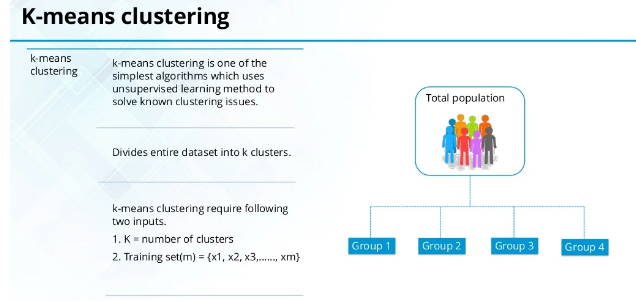 K-means clustering
k-means
clustering
k-means clustering is one of the
simplest algorithms which uses
unsupervised learning method to
solve known clustering issues.
Divides entire dataset into k clusters.
k-means clustering require following
two inputs.
1. K = number of clusters
2. Training set(m) = {x1, x2, x3,......, xm}
Total population
Group 1
Group 2
Group 3
Group 4